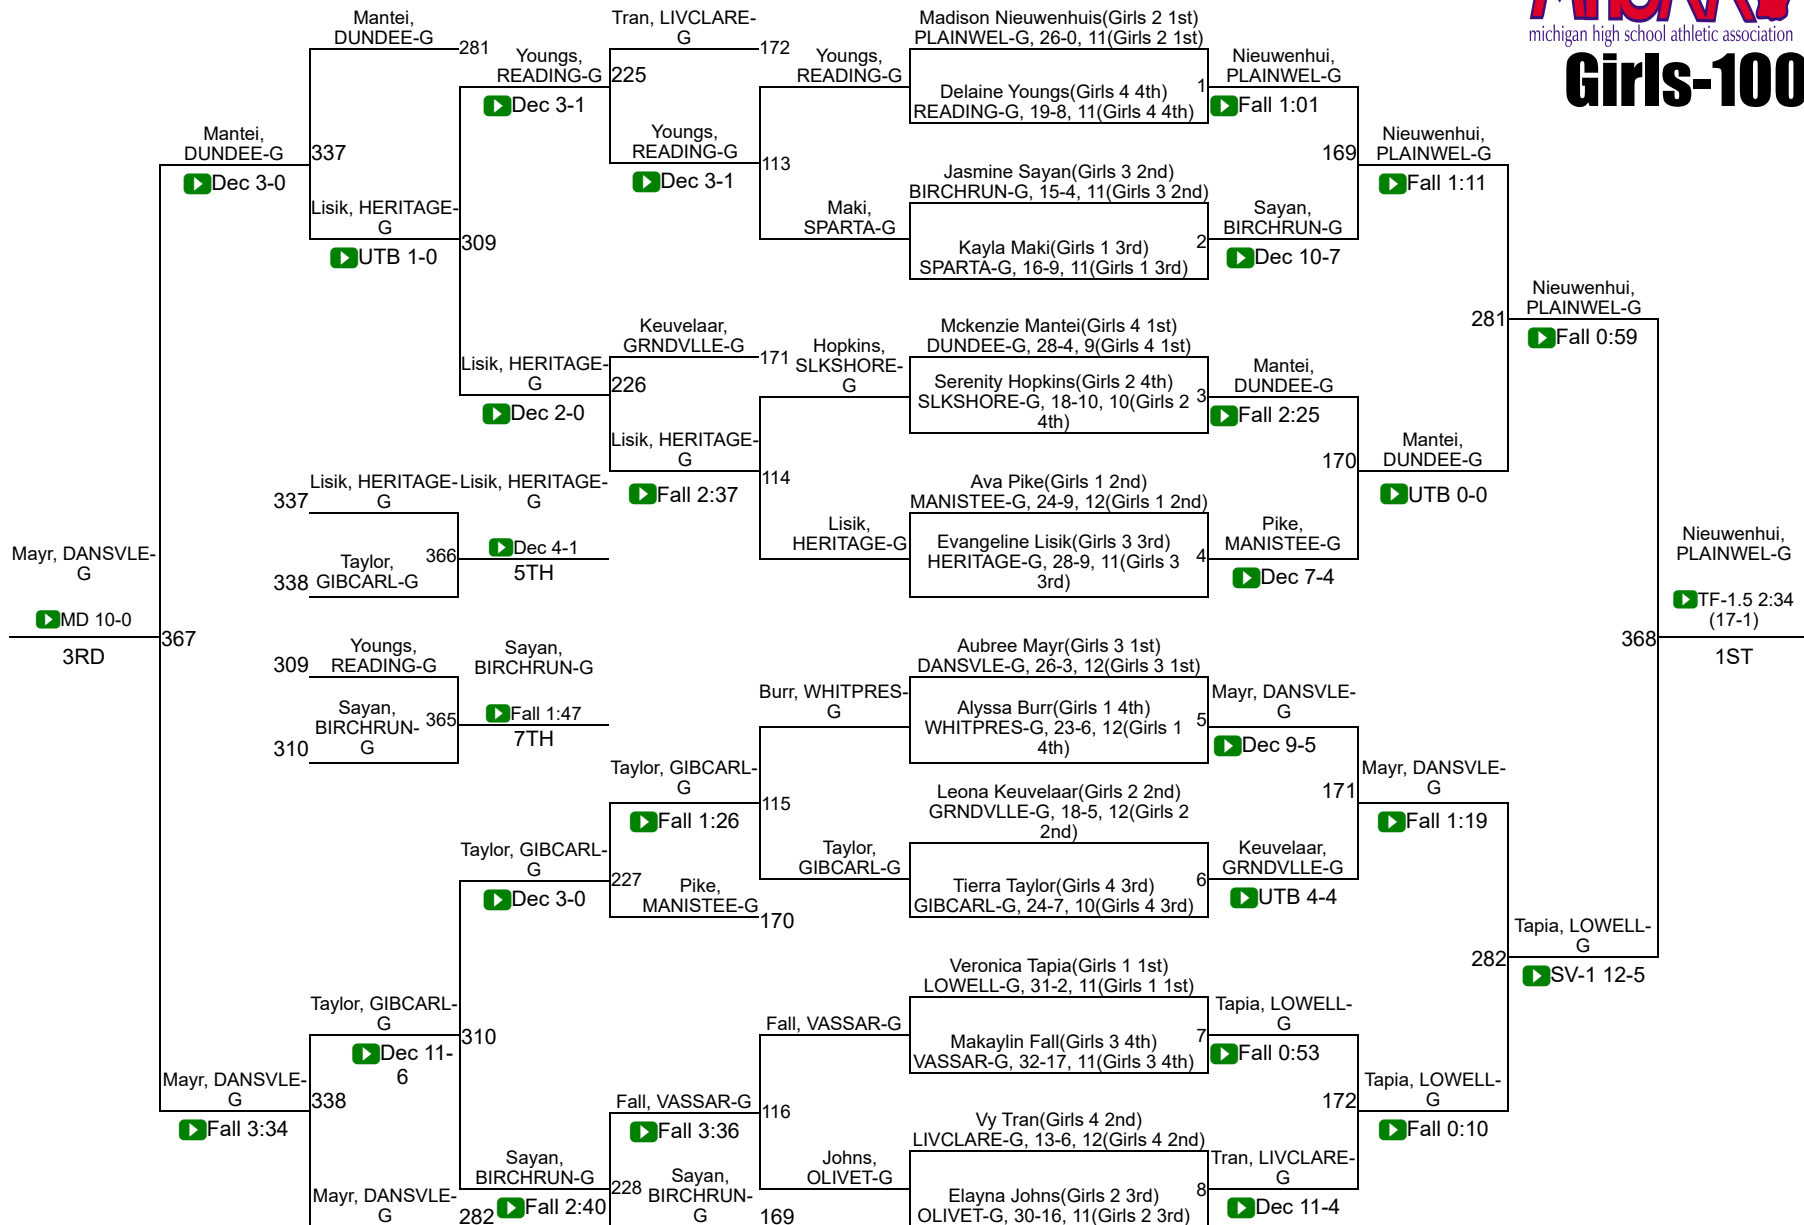 MHSAA
michigan high school athletic association
Girls-100
Mantei,
DUNDEE-G
281
Mantei,
DUNDEE-G
Dec 3-0
337
Lisik, HERITAGE-
G
UTB 1-0
309
Youngs,
READING-G
Dec 3-1
225
Tran, LIVCLARE-
G
172
Youngs,
READING-G
Dec 3-1
113
Youngs,
READING-G
Maki,
SPARTA-G
Madison Nieuwenhuis(Girls 2 1st)
PLAINWEL-G, 26-0, 11(Girls 2 1st)
Delaine Youngs(Girls 4 4th)
READING-G, 19-8, 11(Girls 4 4th)
1
Nieuwenhui,
PLAINWEL-G
Fall 1:01
Jasmine Sayan(Girls 3 2nd)
BIRCHRUN-G, 15-4, 11(Girls 3 2nd)
Kayla Maki(Girls 1 3rd)
SPARTA-G, 16-9, 11(Girls 1 3rd)
2
Sayan,
BIRCHRUN-G
Dec 10-7
169
Nieuwenhui,
PLAINWEL-G
Fall 1:11
Lisik, HERITAGE-
G
Dec 2-0
226
Keuvelaar,
GRNDVLLE-G
171
Lisik, HERITAGE-
G
Fall 2:37
114
Hopkins,
SLKSHORE-
G
Lisik,
HERITAGE-G
Mckenzie Mantei(Girls 4 1st)
DUNDEE-G, 28-4, 9(Girls 4 1st)
Serenity Hopkins(Girls 2 4th)
SLKSHORE-G, 18-10, 10(Girls 2
4th)
3
Mantei,
DUNDEE-G
Fall 2:25
Ava Pike(Girls 1 2nd)
MANISTEE-G, 24-9, 12(Girls 1 2nd)
Evangeline Lisik(Girls 3 3rd)
HERITAGE-G, 28-9, 11(Girls 3
3rd)
4
Pike,
MANISTEE-G
Dec 7-4
170
Mantei,
DUNDEE-G
UTB 0-0
281
Nieuwenhui,
PLAINWEL-G
Fall 0:59
337
Lisik, HERITAGE-
G
338
Taylor,
GIBCARL-G
366
Lisik, HERITAGE-
G
Dec 4-1
5TH
Mayr, DANSVLE-
G
MD 10-0
3RD
367
309
Youngs,
READING-G
310
Sayan,
BIRCHRUN-
G
365
Sayan,
BIRCHRUN-G
Fall 1:47
7TH
Nieuwenhui,
PLAINWEL-G
TF-1.5 2:34
(17-1)
368
1ST
Burr, WHITPRES-
G
Taylor, GIBCARL-
G
Fall 1:26
115
Taylor,
GIBCARL-G
Aubree Mayr(Girls 3 1st)
DANSVLE-G, 26-3, 12(Girls 3 1st)
Alyssa Burr(Girls 1 4th)
WHITPRES-G, 23-6, 12(Girls 1
4th)
5
Mayr, DANSVLE-
G
Dec 9-5
Leona Keuvelaar(Girls 2 2nd)
GRNDVLLE-G, 18-5, 12(Girls 2
2nd)
Tierra Taylor(Girls 4 3rd)
GIBCARL-G, 24-7, 10(Girls 4 3rd)
6
Keuvelaar,
GRNDVLLE-G
UTB 4-4
171
Mayr, DANSVLE-
G
Fall 1:19
Taylor, GIBCARL-
G
Dec 3-0
227
Pike,
MANISTEE-G
170
Taylor, GIBCARL-
G
Dec 11-
6
310
Mayr, DANSVLE-
G
Fall 3:34
338
Mayr, DANSVLE-
G
282
Sayan,
BIRCHRUN-G
Fall 2:40
228
Fall, VASSAR-G
Fall 3:36
116
Sayan,
BIRCHRUN-
G
169
Fall, VASSAR-G
Johns,
OLIVET-G
Veronica Tapia(Girls 1 1st)
LOWELL-G, 31-2, 11(Girls 1 1st)
Makaylin Fall(Girls 3 4th)
VASSAR-G, 32-17, 11(Girls 3 4th)
7
Tapia, LOWELL-
G
Fall 0:53
Vy Tran(Girls 4 2nd)
LIVCLARE-G, 13-6, 12(Girls 4 2nd)
Elayna Johns(Girls 2 3rd)
OLIVET-G, 30-16, 11(Girls 2 3rd)
8
Tran, LIVCLARE-
G
Dec 11-4
172
Tapia, LOWELL-
G
Fall 0:10
282
Tapia, LOWELL-
G
SV-1 12-5